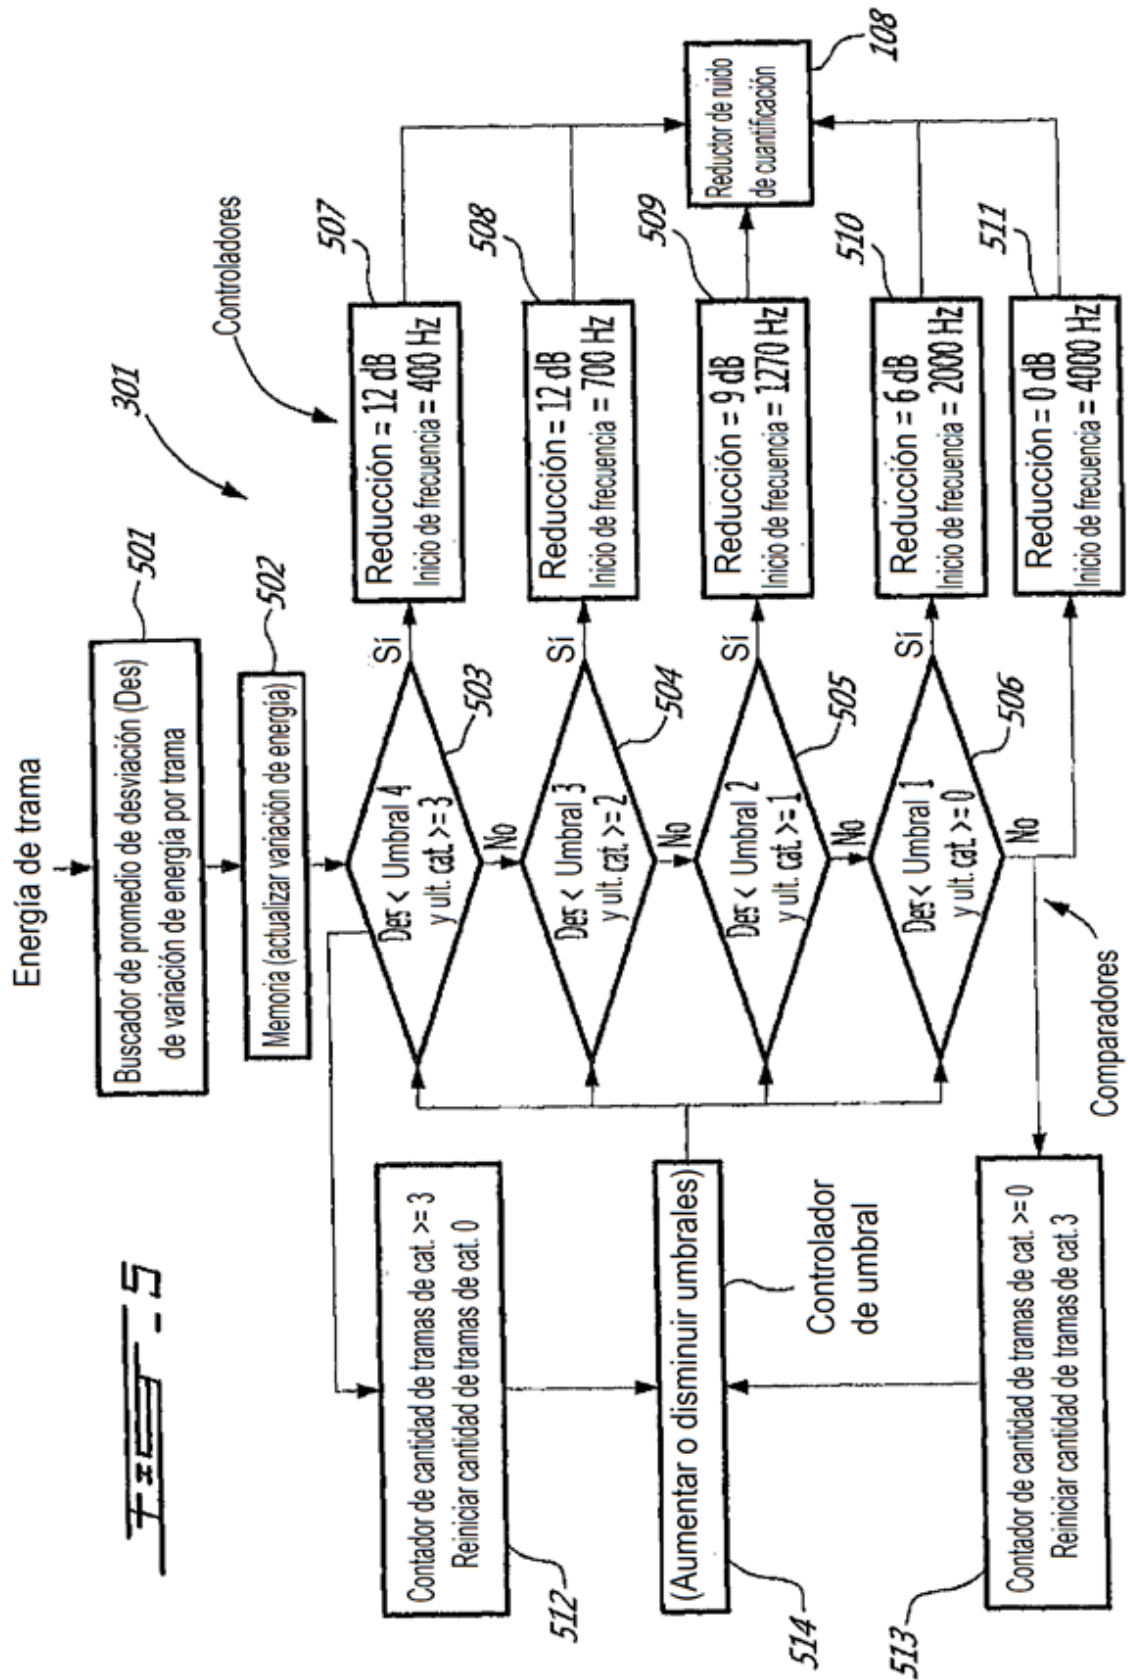 Energía de trama
Buscador de promedio de desviación (Des)
de variación de energía por trama
501
Memoria (actualizar variación de energía)
502
301
Controladores
Des < Umbral 4
y ult. cat. >= 3
503
Sí
No
Reducción = 12 dB
Inicio de frecuencia = 400 Hz
507
Des < Umbral 3
y ult. cat. >= 2
504
Sí
No
Reducción = 12 dB
Inicio de frecuencia = 700 Hz
508
Des < Umbral 2
y ult. cat. >= 1
505
Sí
No
Reducción = 9 dB
Inicio de frecuencia = 1270 Hz
509
Des < Umbral 1
y ult. cat. >= 0
506
Sí
No
Reducción = 6 dB
Inicio de frecuencia = 2000 Hz
510
Reducción = 0 dB
Inicio de frecuencia = 4000 Hz
511
Reductor de ruido
de cuantificación
108
Comparadores
Contador de cantidad de tramas de cat. >= 3
Reiniciar cantidad de tramas de cat. 0
512
(Aumentar o disminuir umbrales)
514
Controlador
de umbral
Contador de cantidad de tramas de cat. >=0
Reiniciar cantidad de tramas de cat. 3
513
Fig - 5